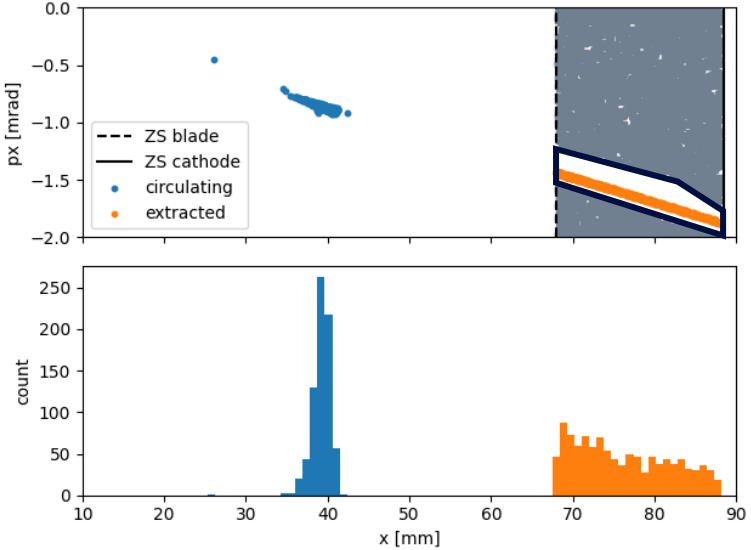 0.0
−0.5
−1.0
−1.5
−2.0
px [mrad]
ZS blade
ZS cathode
circulating
extracted
250
200
150
100
50
0
count
10 20 30 40 50 60 70 80 90
x [mm]